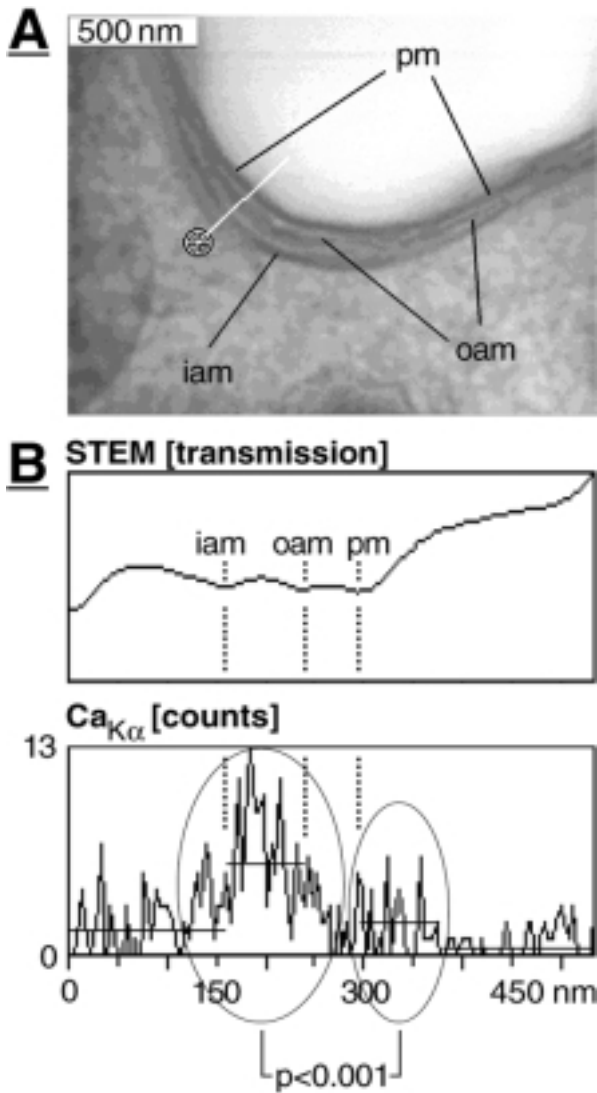 A
500 nm
pm
iam
oam
B
STEM [transmission]
iam oam pm
CaKα [counts]
13
0
0 150 300 450 nm
p<0.001